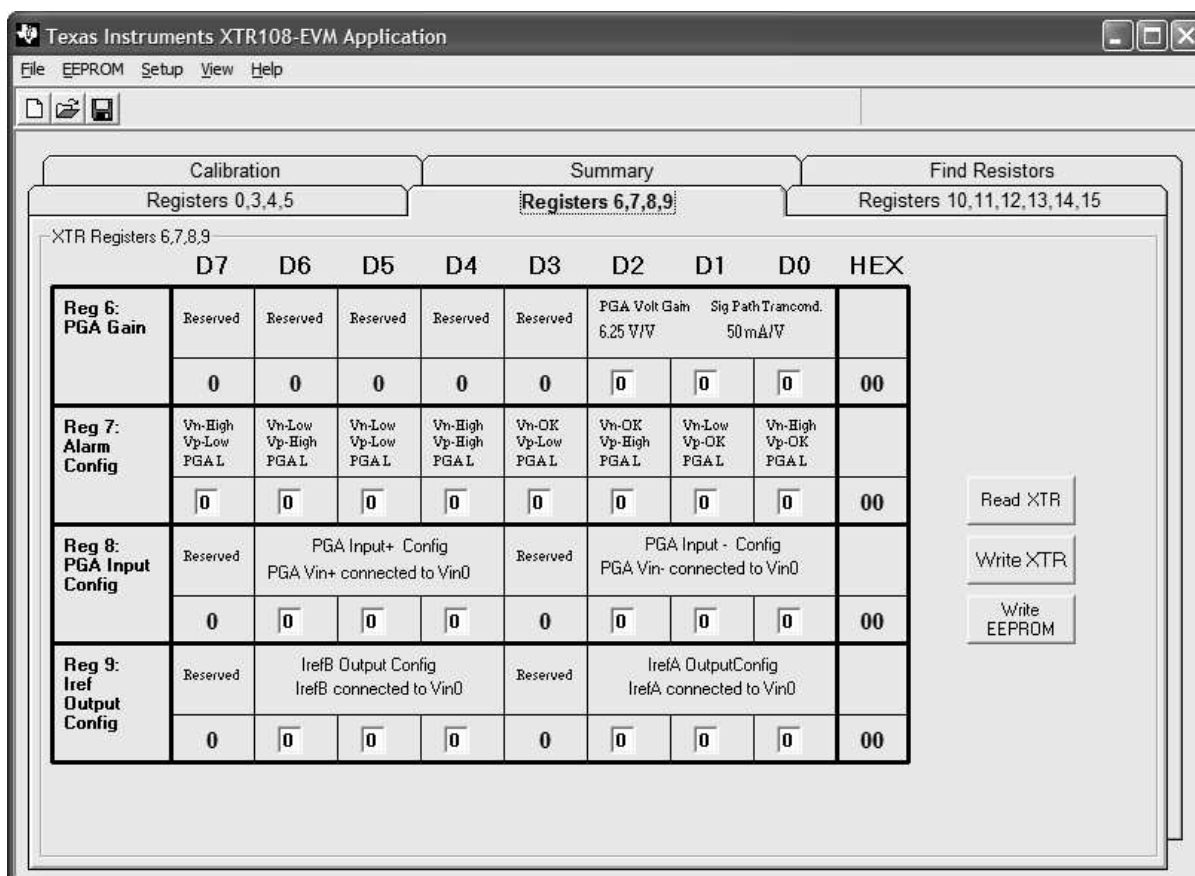 Texas Instruments XTR108-EVM Application
File EEPROM Setup View Help
Calibration Summary Find Resistors
Registers 0,3,4,5 Registers 6,7,8,9 Registers 10,11,12,13,14,15
XTR Registers 6,7,8,9
D7 D6 D5 D4 D3 D2 D1 D0 HEX
Reg 6:
PGA Gain
Reserved Reserved Reserved Reserved Reserved
PGA Volt Gain Sig Path Trancond.
6.25 V/V 50 mA/V
0 0 0 0 0 0 0 0 00
Reg 7:
Alarm
Config
Vn-High Vn-Low Vn-Low Vn-High Vn-OK Vn-OK Vn-Low Vn-High
Vp-Low Vp-High Vp-Low Vp-High Vp-Low Vp-High Vp-OK Vp-OK
PGA L PGA L PGA L PGA L PGA L PGA L PGA L PGA L
0 0 0 0 0 0 0 0 00
Reg 8:
PGA Input
Config
Reserved
PGA Input+ Config
PGA Vin+ connected to Vin0
Reserved
PGA Input - Config
PGA Vin- connected to Vin0
0 0 0 0 0 0 0 0 00
Reg 9:
Iref
Output
Config
Reserved
IrefB Output Config
IrefB connected to Vin0
Reserved
IrefA OutputConfig
IrefA connected to Vin0
0 0 0 0 0 0 0 0 00
Read XTR
Write XTR
Write
EEPROM